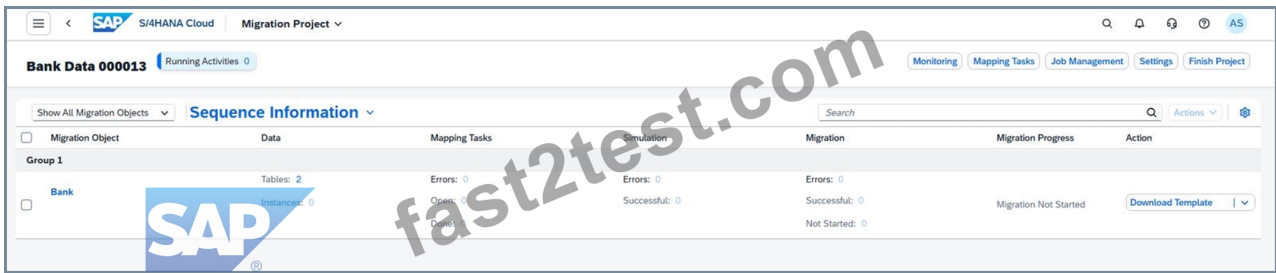 SAP S/4HANA Cloud Migration Project AS
Bank Data 000013 Running Activities 0 Monitoring Mapping Tasks Job Management Settings Finish Project
Show All Migration Objects Sequence Information Search Actions
Migration Object Data Mapping Tasks Simulation Migration Migration Progress Action
Group 1
Tables: 2 Errors: 0 Errors: 0 Errors: 0
Bank Instances: 0 Open: 0 Successful: 0 Successful: 0 Migration Not Started Download Template
Done: 0 Not Started: 0
SAP ®
fast2test.com